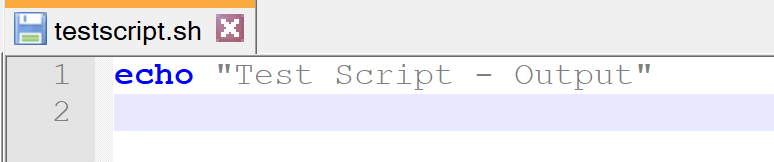 testscript.sh
1 echo "Test Script - Output"
2